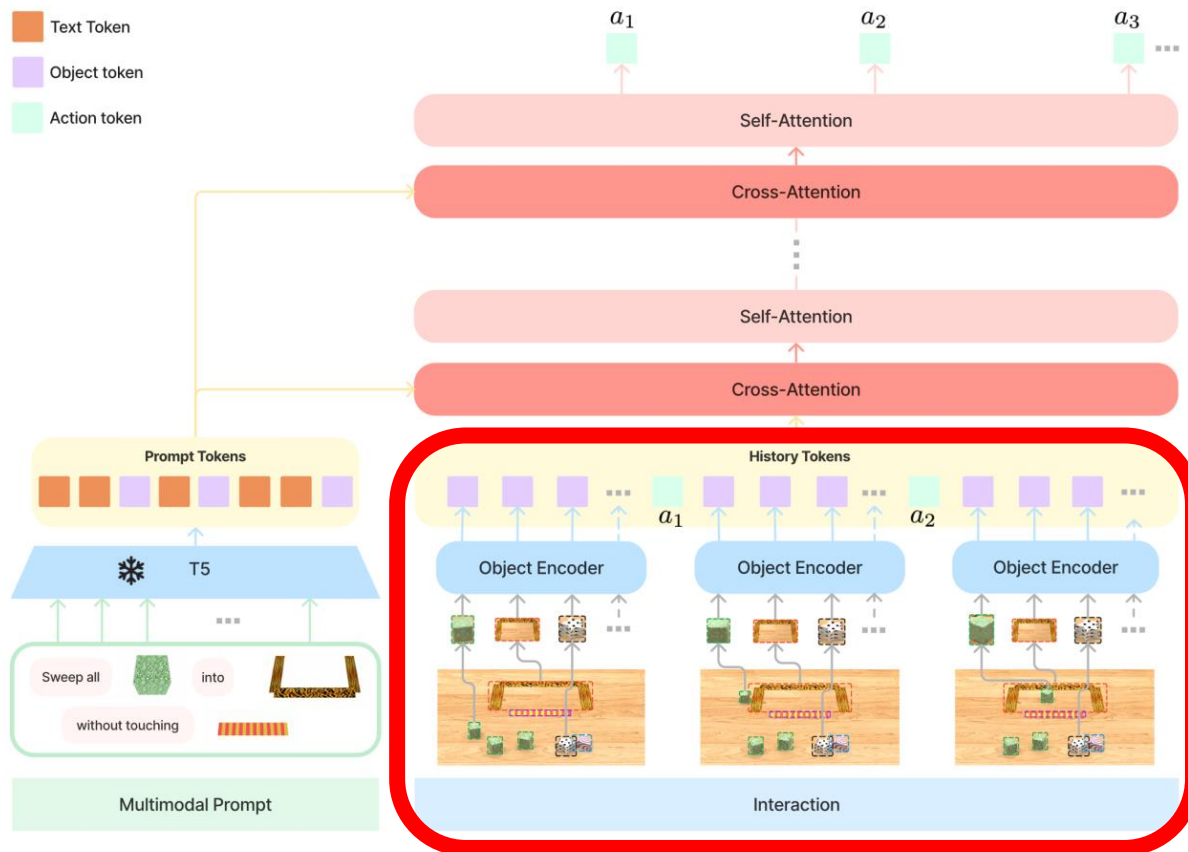 Text Token
Object token
Action token
a₁ a₂ a₃
Self-Attention
Cross-Attention
Self-Attention
Cross-Attention
Prompt Tokens
History Tokens
a₁ a₂
T5
Object Encoder Object Encoder Object Encoder
Sweep all into
without touching
Multimodal Prompt
Interaction